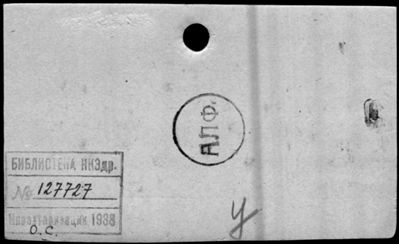 АЛФ.
БИБЛИОТЕКА НКЗдр.
№ 127727
Инвентаризация 1938
О.С.
У